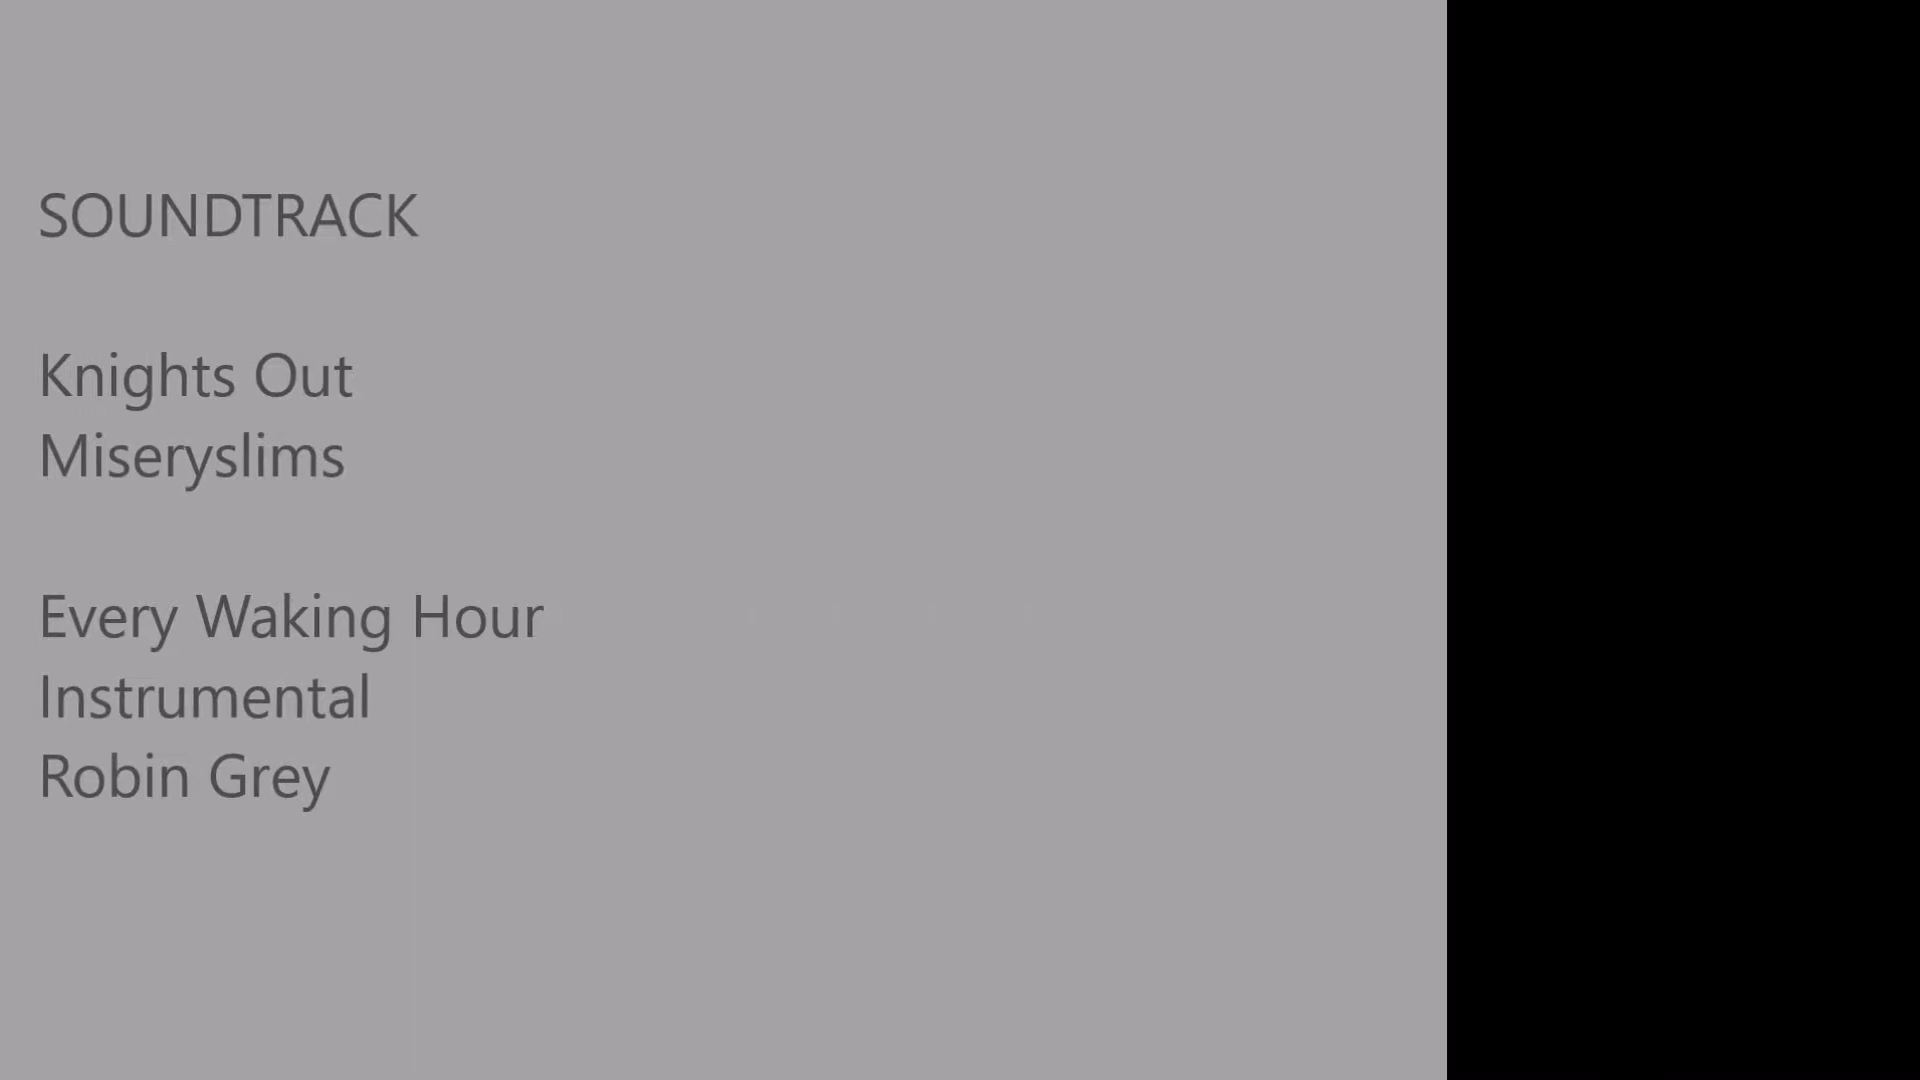 SOUNDTRACK
Knights Out
Miseryslims
Every Waking Hour
Instrumental
Robin Grey